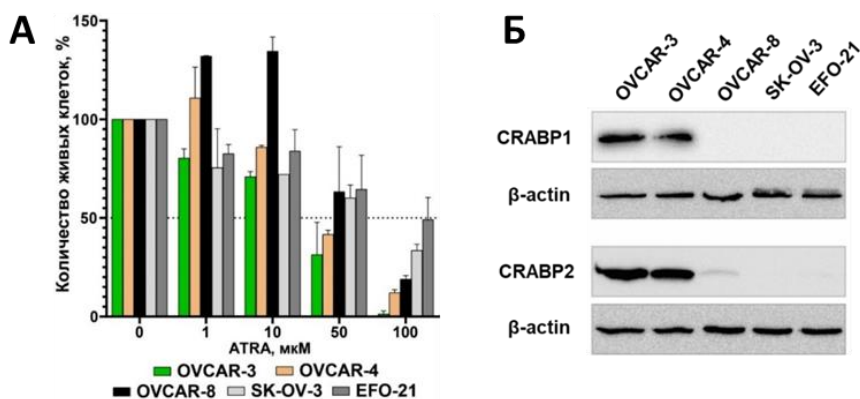 А
Количество живых клеток, %
150
100
50
0
0 1 10 50 100
ATRA, мкМ
OVCAR-3 OVCAR-4
OVCAR-8 SK-OV-3 EFO-21
Б
OVCAR-3 OVCAR-4 OVCAR-8 SK-OV-3 EFO-21
CRABP1
β-actin
CRABP2
β-actin